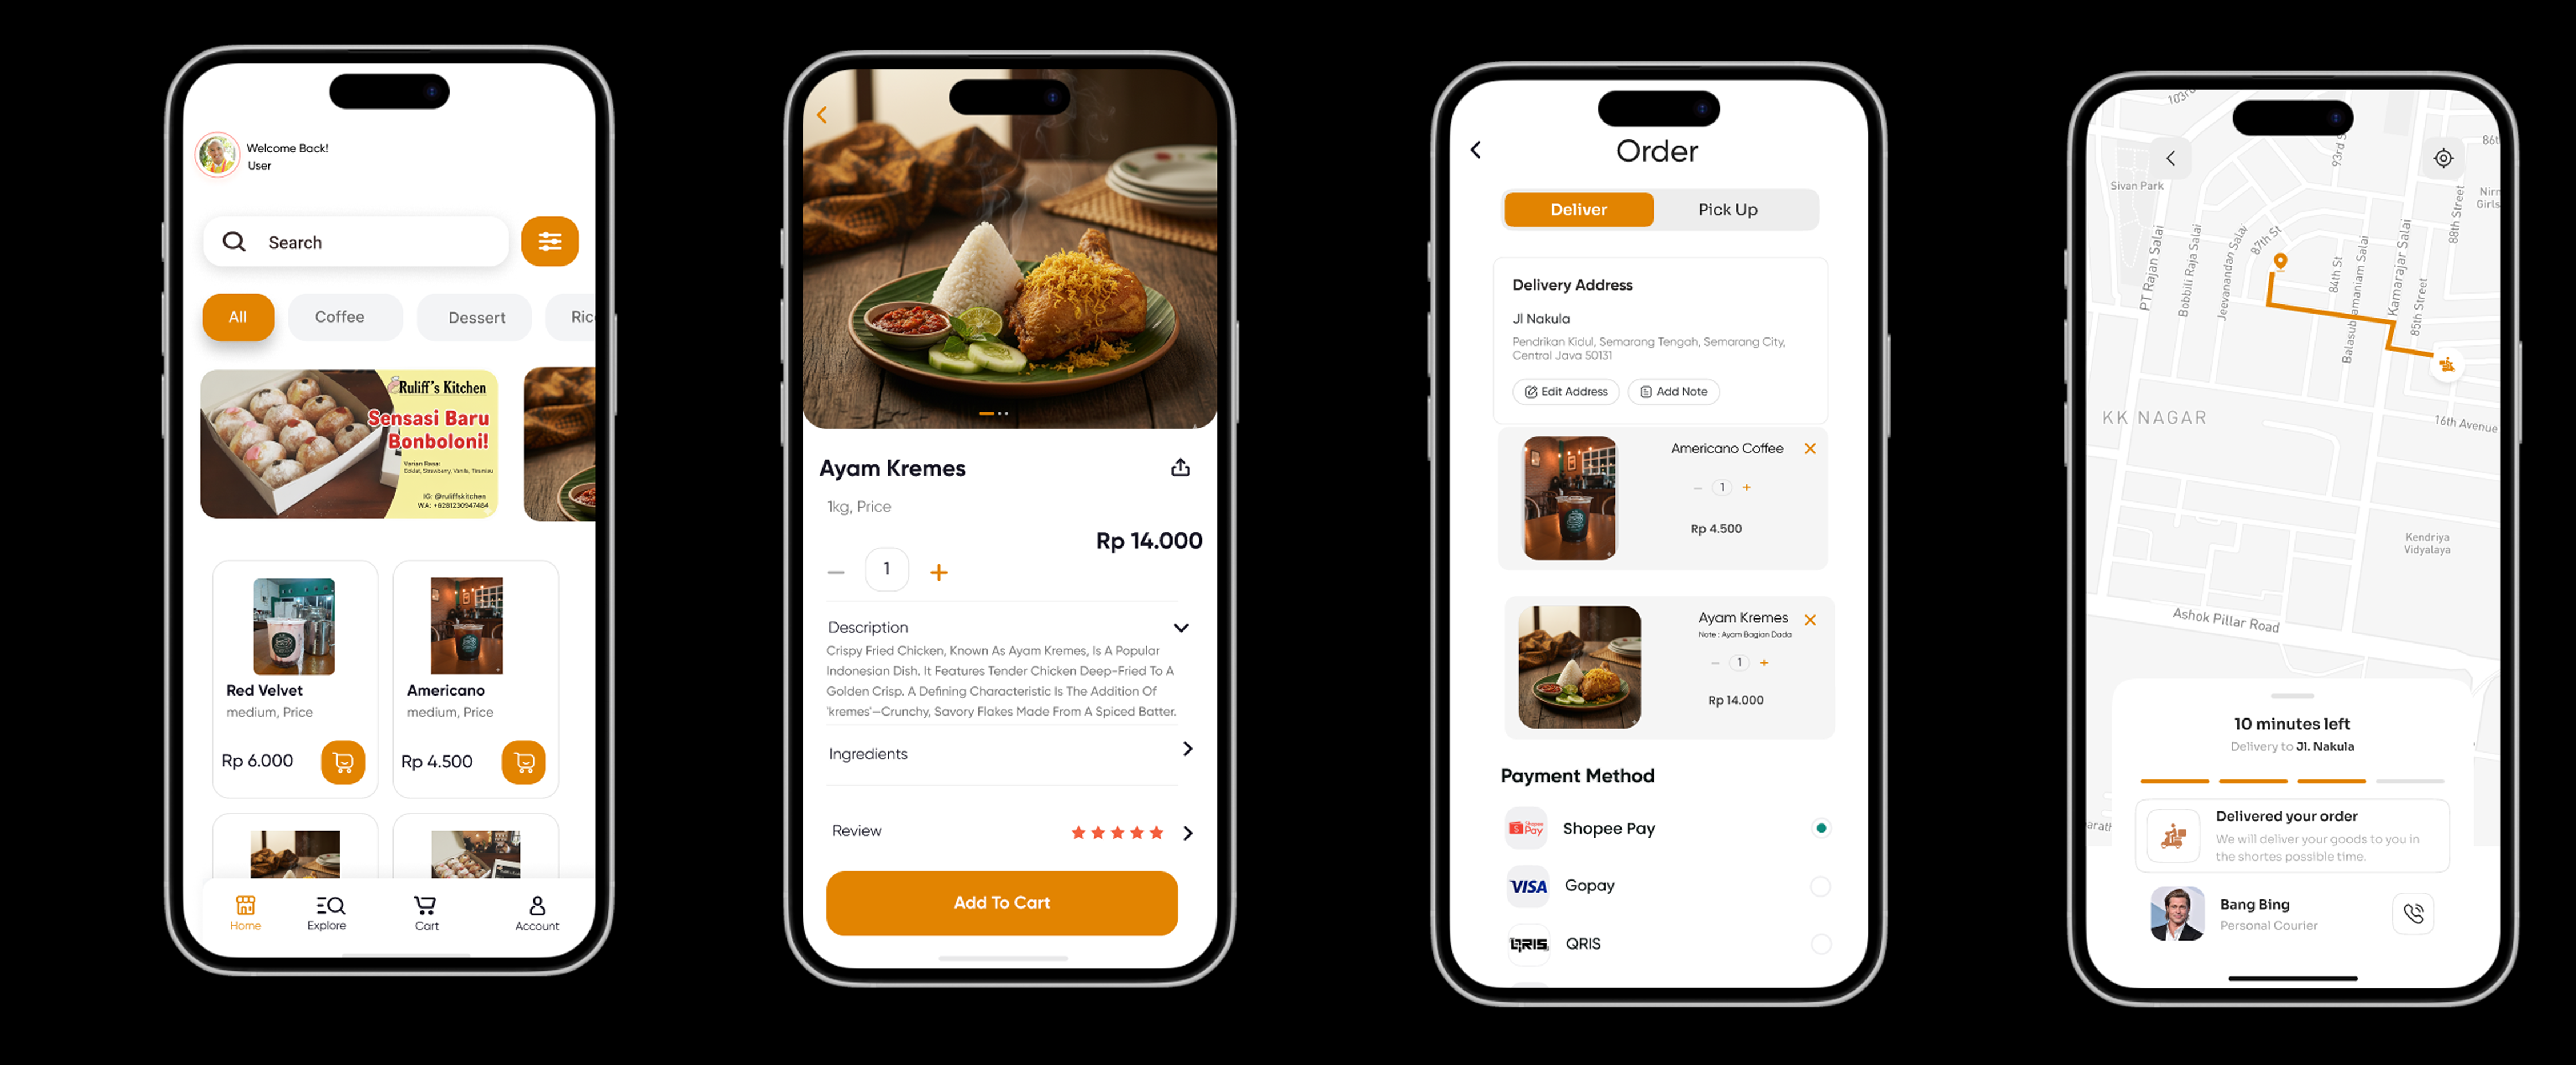 Welcome Back!
User
Search
All
Coffee
Dessert
Ric
Ruliff's Kitchen
Sensasi Baru
Bonboloni!
Varian Rasa:
Coklat, Strawberry, Vanila, Tiramisu
IG: @ruliffskitchen
WA: +6281230947484
Red Velvet
medium, Price
Rp 6.000
Americano
medium, Price
Rp 4.500
Home
Explore
Cart
Account
Ayam Kremes
1kg, Price
Rp 14.000
1
Description
Crispy Fried Chicken, Known As Ayam Kremes, Is A Popular
Indonesian Dish. It Features Tender Chicken Deep-Fried To A
Golden Crisp. A Defining Characteristic Is The Addition Of
'kremes'—Crunchy, Savory Flakes Made From A Spiced Batter.
Ingredients
Review
Add To Cart
Order
Deliver
Pick Up
Delivery Address
Jl Nakula
Pendrikan Kidul, Semarang Tengah, Semarang City,
Central Java 50131
Edit Address
Add Note
Americano Coffee
1
Rp 4.500
Ayam Kremes
Note : Ayam Bagian Dada
1
Rp 14.000
Payment Method
Shopee Pay
Shopee Pay
VISA
Gopay
QRIS
QRIS
103rd
93rd S
86t
Sivan Park
Nirr
Girls
88th Street
87th St
PT Rajan Salai
Bobbili Raja Salai
Jeevanandan Salai
84th St
Balasubramaniam Salai
Kamarajar Salai
85th Street
KK NAGAR
16th Avenue
Kendriya
Vidyalaya
Ashok Pillar Road
arath
10 minutes left
Delivery to Jl. Nakula
Delivered your order
We will deliver your goods to you in
the shortes possible time.
Bang Bing
Personal Courier